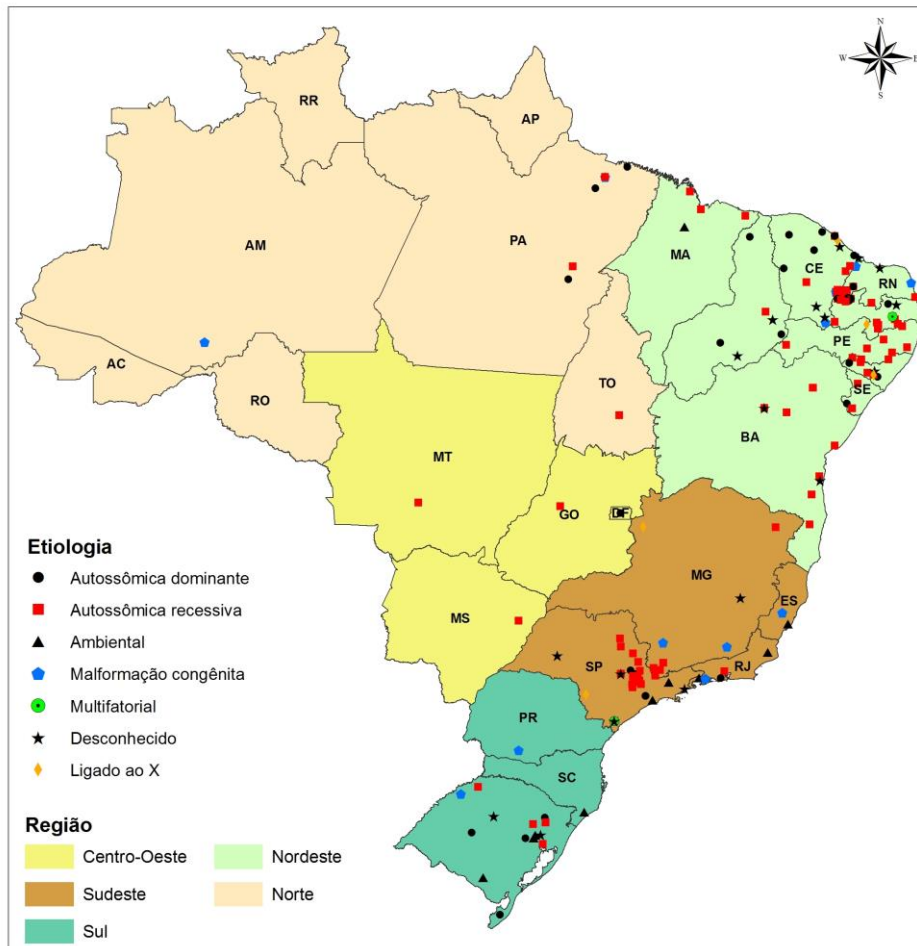 N
W E
S
RR
AP
AM
PA
MA
CE
RN
PE
AC
TO
SE
RO
BA
MT
GO
DF
MG
ES
MS
SP
RJ
PR
SC
Etiologia
Autossômica dominante
Autossômica recessiva
Ambiental
Malformação congênita
Multifatorial
Desconhecido
Ligado ao X
Região
Centro-Oeste Nordeste
Sudeste Norte
Sul